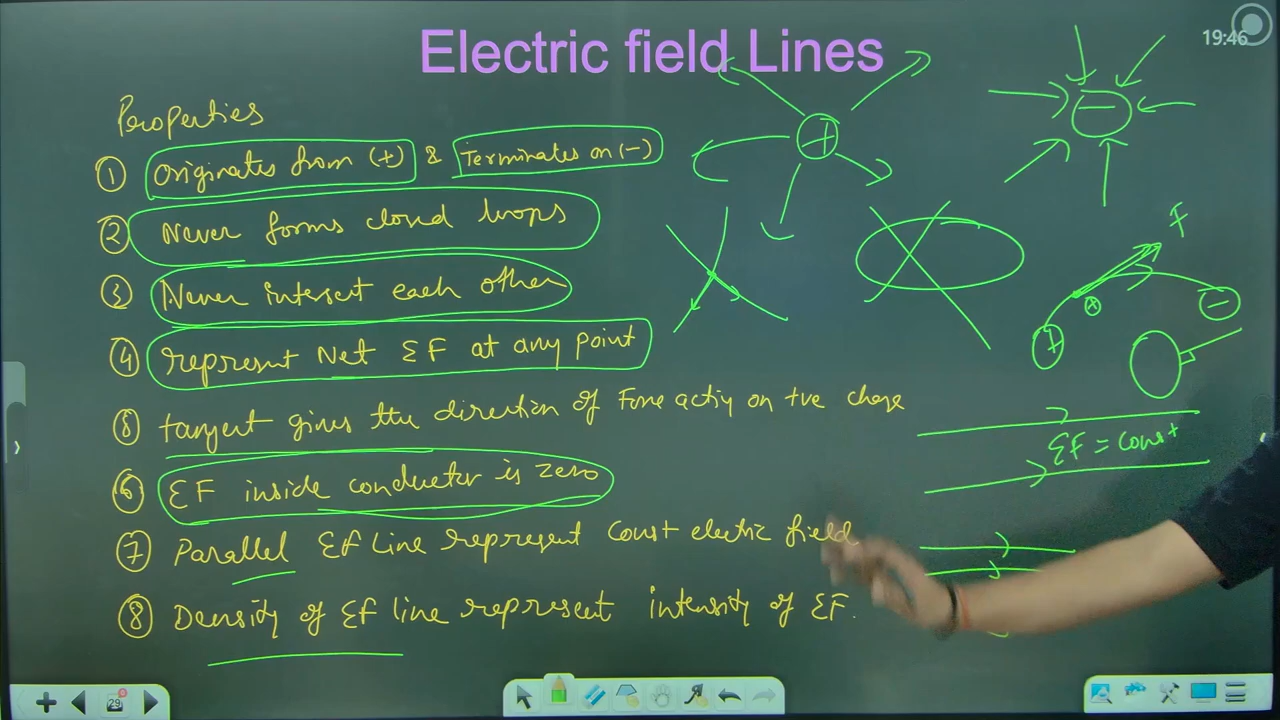 Electric field Lines
19:46
Properties
① Originates from (+) & Terminates on (-)
② Never forms closed loops
③ Never intersect each other
④ represent Net EF at any point
⑤ tangent gives the direction of Force acting on +ve charge
⑥ EF inside conductor is zero
⑦ Parallel EF Line represent Const electric field
⑧ Density of EF line represent intensity of EF.
+
−
F
+
+
−
EF = const
29